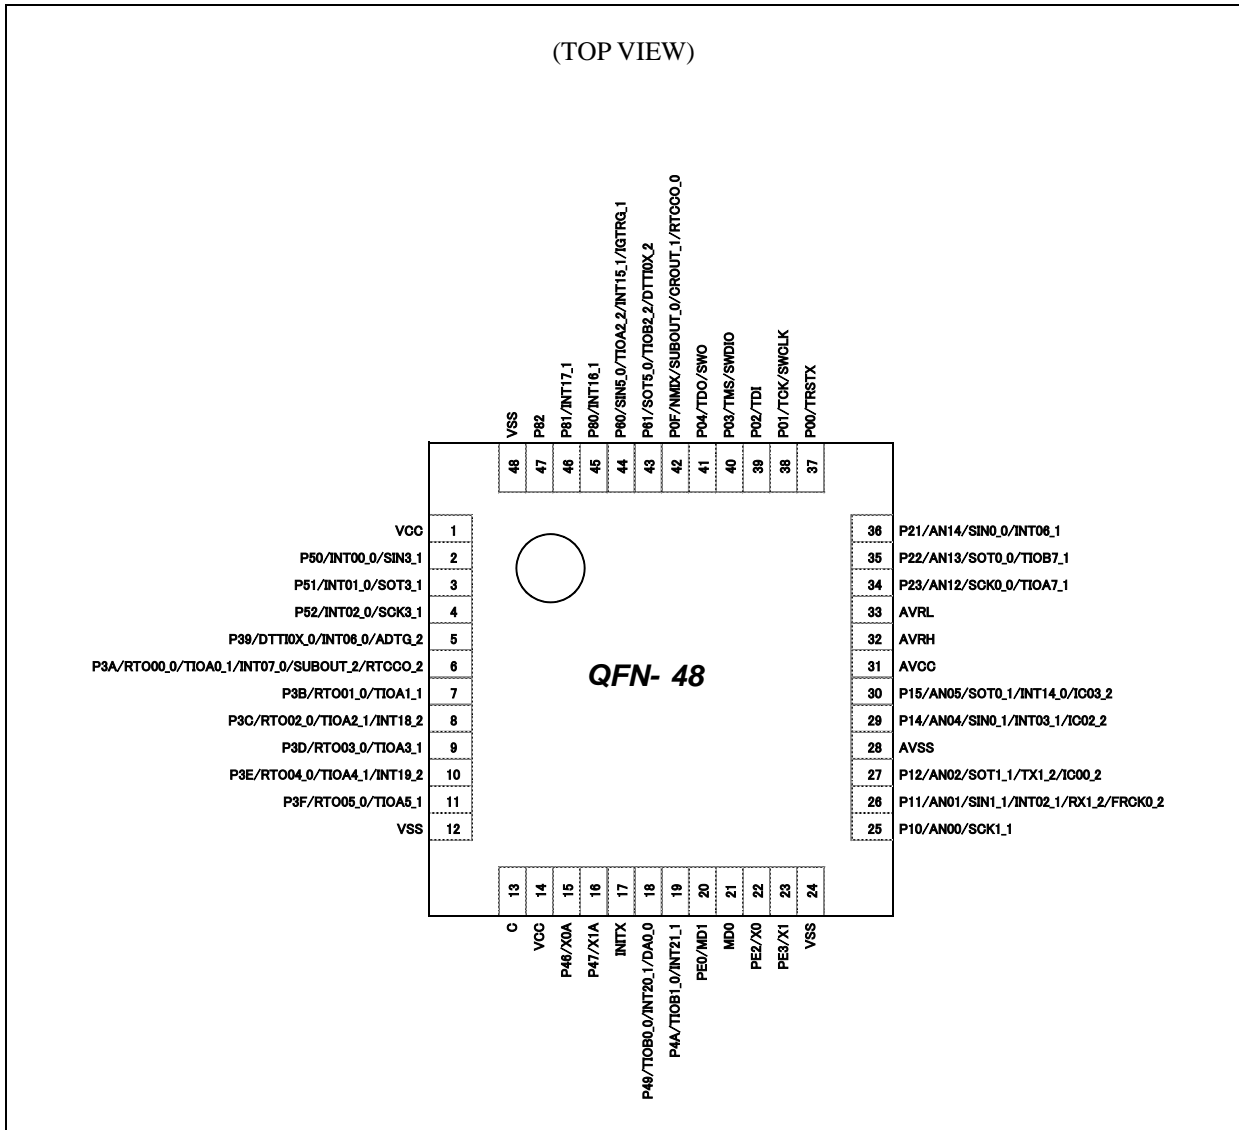 (TOP VIEW)
VSS
P82
P81/INT17_1
P80/INT16_1
P60/SIN5_0/TIOA2_2/INT15_1/IGTRG_1
P61/SOT5_0/TIOB2_2/DTTI0X_2
P0F/NMIX/SUBOUT_0/CROUT_1/RTCCO_0
P04/TDO/SWO
P03/TMS/SWDIO
P02/TDI
P01/TCK/SWCLK
P00/TRSTX
48 47 46 45 44 43 42 41 40 39 38 37
VCC 1
P50/INT00_0/SIN3_1 2
P51/INT01_0/SOT3_1 3
P52/INT02_0/SCK3_1 4
P39/DTTI0X_0/INT06_0/ADTG_2 5
P3A/RTO00_0/TIOA0_1/INT07_0/SUBOUT_2/RTCCO_2 6
P3B/RTO01_0/TIOA1_1 7
P3C/RTO02_0/TIOA2_1/INT18_2 8
P3D/RTO03_0/TIOA3_1 9
P3E/RTO04_0/TIOA4_1/INT19_2 10
P3F/RTO05_0/TIOA5_1 11
VSS 12
QFN- 48
36 P21/AN14/SIN0_0/INT06_1
35 P22/AN13/SOT0_0/TIOB7_1
34 P23/AN12/SCK0_0/TIOA7_1
33 AVRL
32 AVRH
31 AVCC
30 P15/AN05/SOT0_1/INT14_0/IC03_2
29 P14/AN04/SIN0_1/INT03_1/IC02_2
28 AVSS
27 P12/AN02/SOT1_1/TX1_2/IC00_2
26 P11/AN01/SIN1_1/INT02_1/RX1_2/FRCK0_2
25 P10/AN00/SCK1_1
13 14 15 16 17 18 19 20 21 22 23 24
C
VCC
P46/X0A
P47/X1A
INITX
P49/TIOB0_0/INT20_1/DA0_0
P4A/TIOB1_0/INT21_1
PE0/MD1
MD0
PE2/X0
PE3/X1
VSS